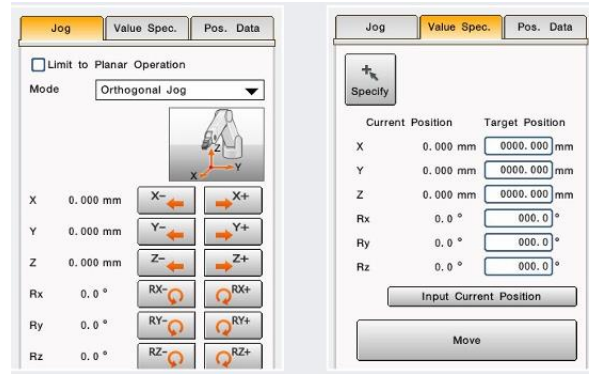 Jog
Value Spec.
Pos. Data
Limit to Planar Operation
Mode
Orthogonal Jog
Z
Y
X
X 0.000 mm X- X+
Y 0.000 mm Y- Y+
Z 0.000 mm Z- Z+
Rx 0.0 ° RX- RX+
Ry 0.0 ° RY- RY+
Rz 0.0 ° RZ- RZ+
Jog
Value Spec.
Pos. Data
Specify
Current Position Target Position
X 0.000 mm 0000.000 mm
Y 0.000 mm 0000.000 mm
Z 0.000 mm 0000.000 mm
Rx 0.0 ° 000.0 °
Ry 0.0 ° 000.0 °
Rz 0.0 ° 000.0 °
Input Current Position
Move